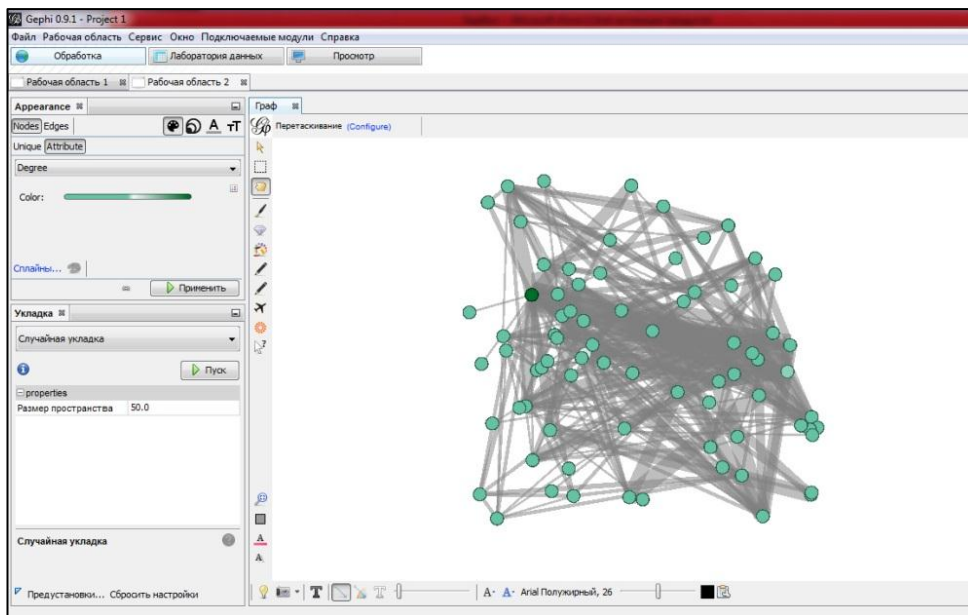 Gephi 0.9.1 - Project 1
Файл Рабочая область Сервис Окно Подключаемые модули Справка
Обработка Лаборатория данных Просмотр
Рабочая область 1 Рабочая область 2
Appearance Граф
Nodes Edges Перетаскивание (Configure)
Unique Attribute
Degree
Color:
Сплайны...
Применить
Укладка
Случайная укладка
Пуск
properties
Размер пространства 50.0
Случайная укладка
Предустановки... Сбросить настройки
A- A- Arial Полужирный, 26